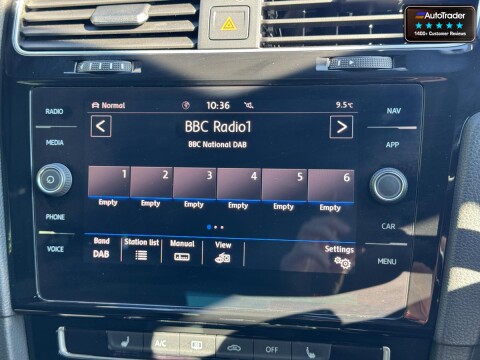 AutoTrader
1400+ Customer Reviews
RADIO
MEDIA
PHONE
VOICE
Normal
10:36
9.5°C
BBC Radio1
BBC National DAB
1 2 3 4 5 6
Empty Empty Empty Empty Empty Empty
Band Station list Manual View Settings
DAB
NAV
APP
CAR
MENU
A/C OFF